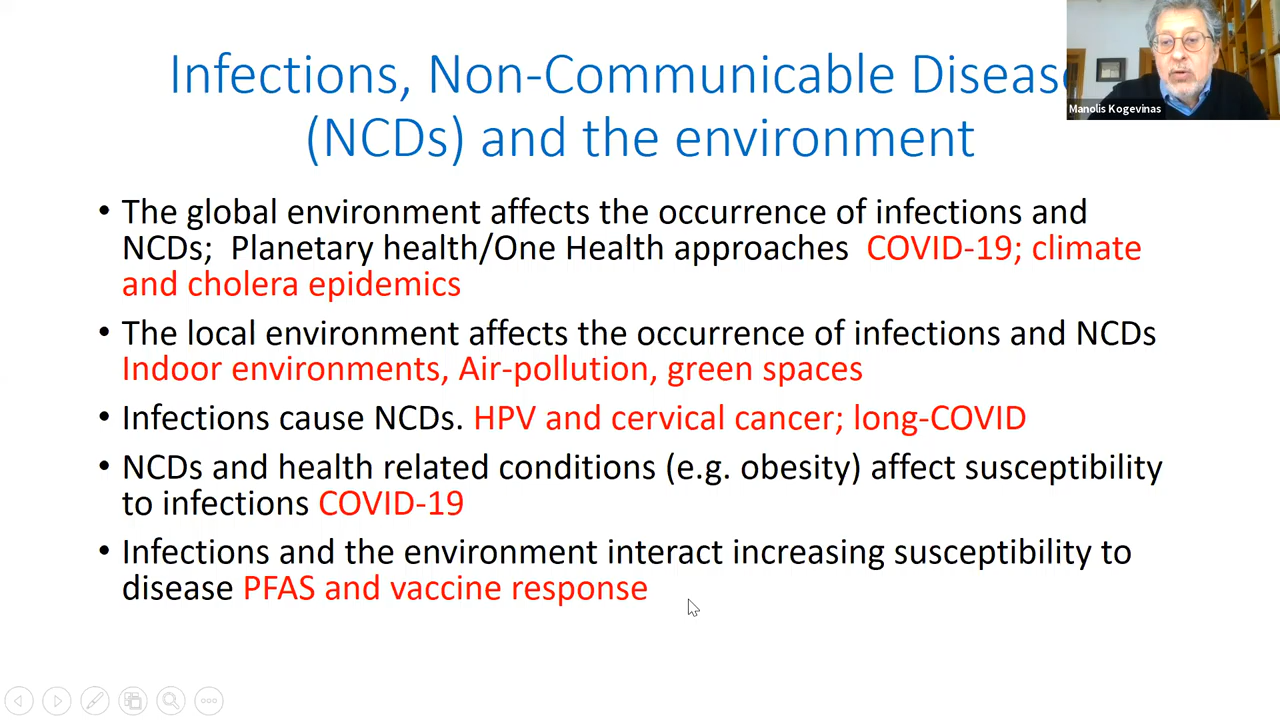 Infections, Non-Communicable Disease
(NCDs) and the environment
Manolis Kogevinas
• The global environment affects the occurrence of infections and
NCDs; Planetary health/One Health approaches COVID-19; climate
and cholera epidemics
• The local environment affects the occurrence of infections and NCDs
Indoor environments, Air-pollution, green spaces
• Infections cause NCDs. HPV and cervical cancer; long-COVID
• NCDs and health related conditions (e.g. obesity) affect susceptibility
to infections COVID-19
• Infections and the environment interact increasing susceptibility to
disease PFAS and vaccine response